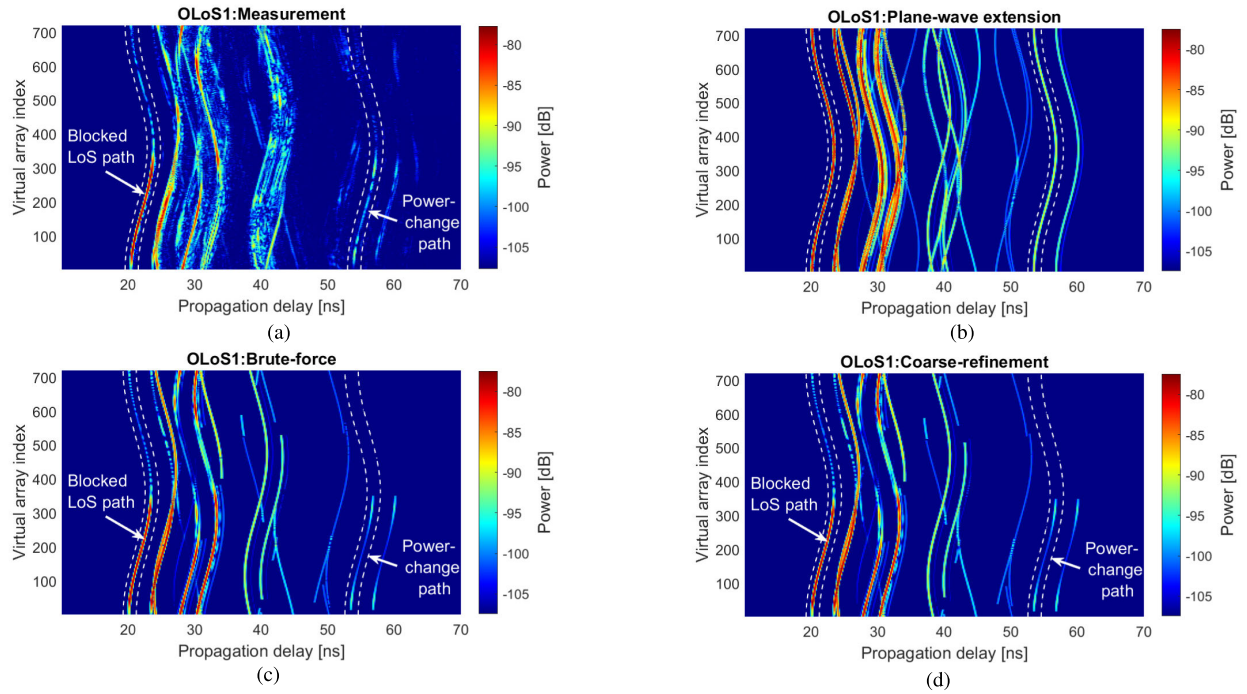 OLoS1:Measurement
700
600
500
400
300
200
100
Virtual array index
Blocked
LoS path
Power-
change
path
20
30
40
50
60
70
Propagation delay [ns]
-80
-85
-90
-95
-100
-105
Power [dB]
(a)
OLoS1:Plane-wave extension
700
600
500
400
300
200
100
Virtual array index
20
30
40
50
60
70
Propagation delay [ns]
-80
-85
-90
-95
-100
-105
Power [dB]
(b)
OLoS1:Brute-force
700
600
500
400
300
200
100
Virtual array index
Blocked
LoS path
Power-
change
path
20
30
40
50
60
70
Propagation delay [ns]
-80
-85
-90
-95
-100
-105
Power [dB]
(c)
OLoS1:Coarse-refinement
700
600
500
400
300
200
100
Virtual array index
Blocked
LoS path
Power-
change
path
20
30
40
50
60
70
Propagation delay [ns]
-80
-85
-90
-95
-100
-105
Power [dB]
(d)